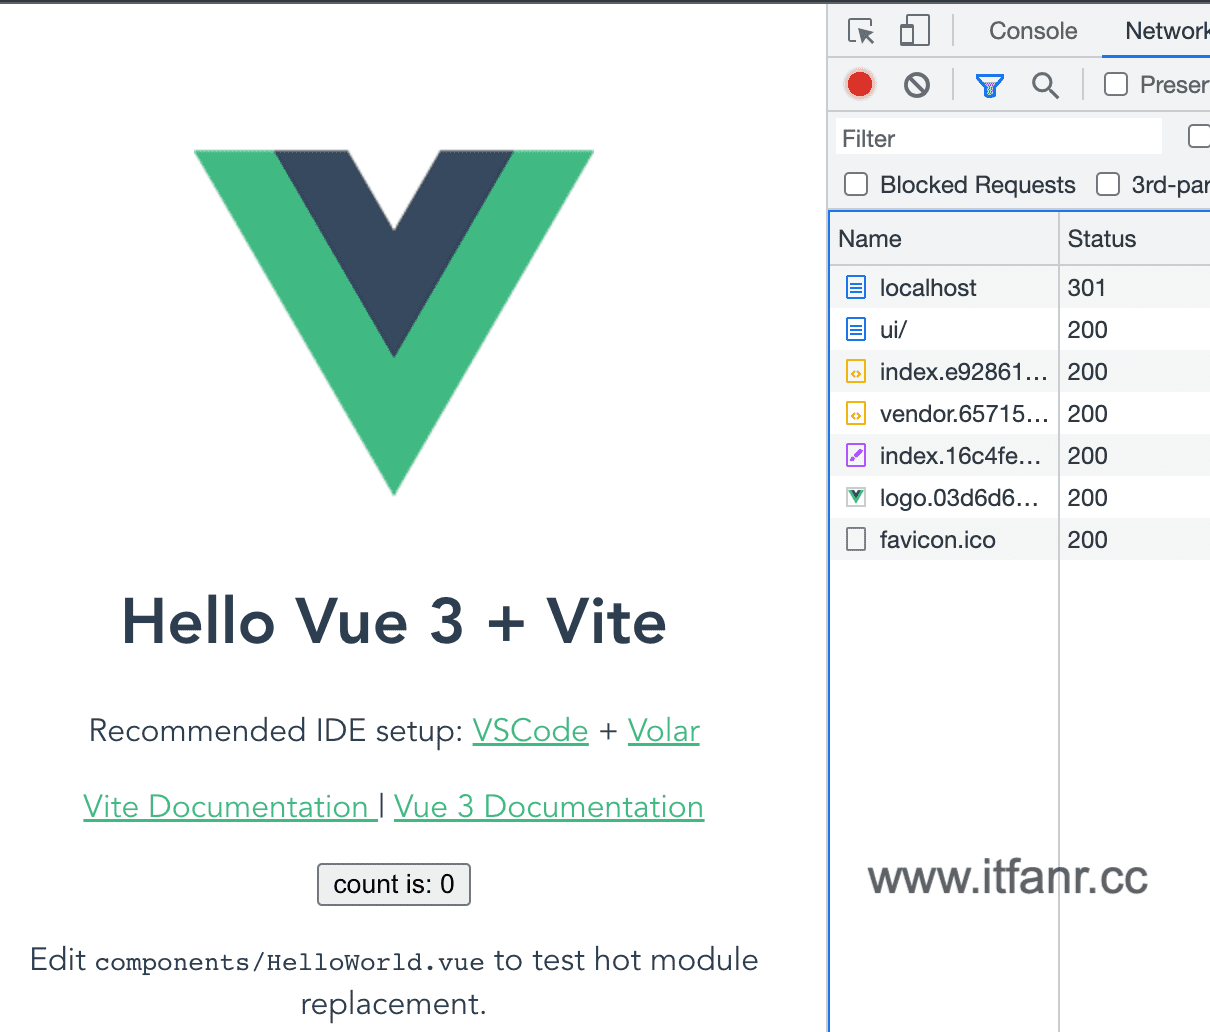 Hello Vue 3 + Vite
Recommended IDE setup: VSCode + Volar
Vite Documentation | Vue 3 Documentation
count is: 0
Edit components/HelloWorld.vue to test hot module
replacement.
Console Network
Preser
Filter
Blocked Requests 3rd-par
Name Status
localhost 301
ui/ 200
index.e92861... 200
vendor.65715... 200
index.16c4fe... 200
logo.03d6d6... 200
favicon.ico 200
www.itfanr.cc